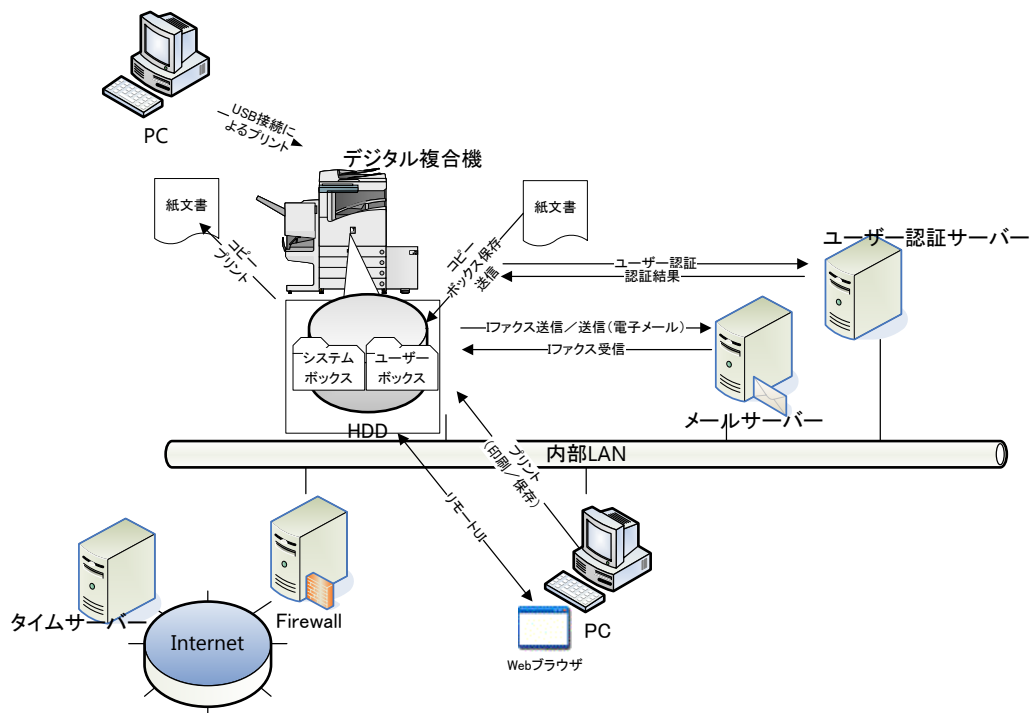 PC
USB接続に
よるプリント
デジタル複合機
紙文書
紙文書
コピー
プリント
コピー
ボックス保存
送信
ユーザー認証サーバー
ユーザー認証
認証結果
Iファクス送信／送信（電子メール）
Iファクス受信
システム
ボックス
ユーザー
ボックス
メールサーバー
HDD
内部LAN
プリント
（印刷／保存）
リモートUI
タイムサーバー
Firewall
Internet
PC
Webブラウザ